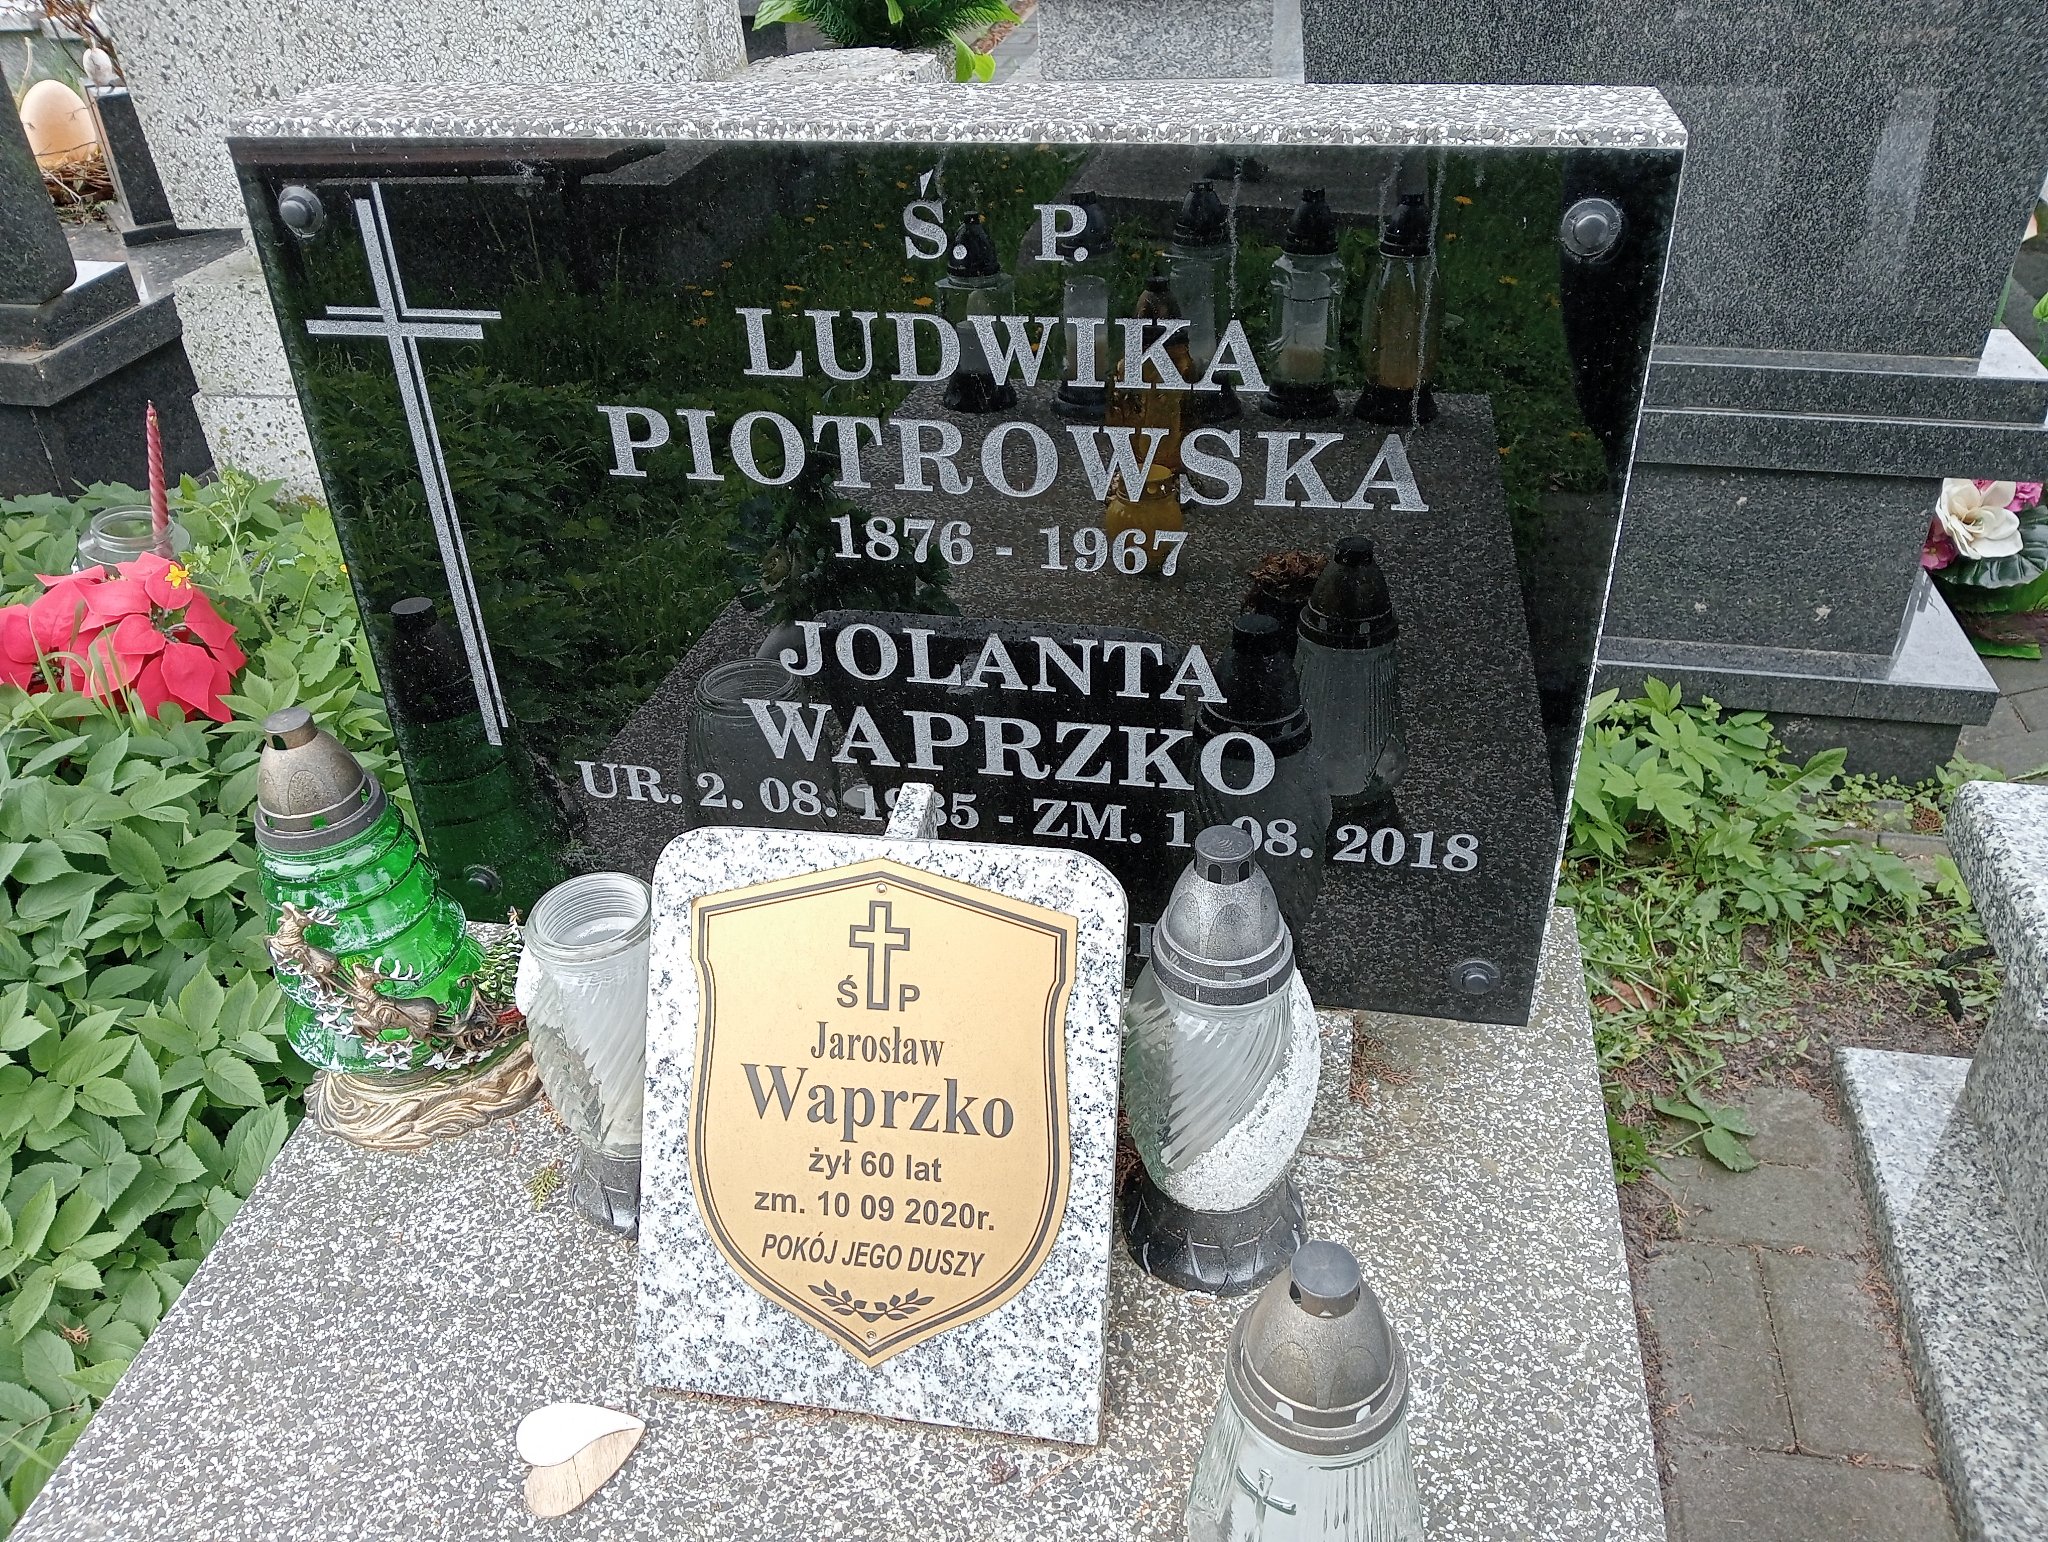 Ś. P.
LUDWIKA
PIOTROWSKA
1876 - 1967
JOLANTA
WAPRZKO
UR. 2. 08. 1935 - ZM. 08. 2018
Ś P
Jarosław
Waprzko
żył 60 lat
zm. 10 09 2020r.
POKÓJ JEGO DUSZY